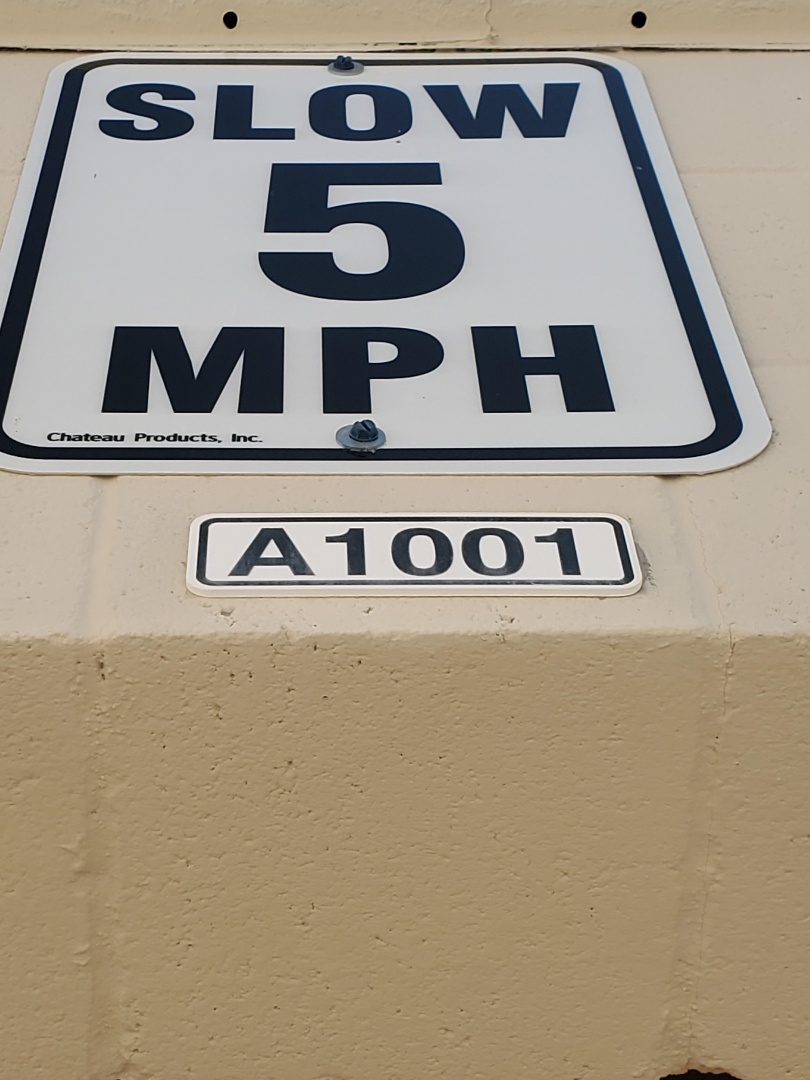 SLOW
5
MPH
Chateau Products, Inc.
A1001